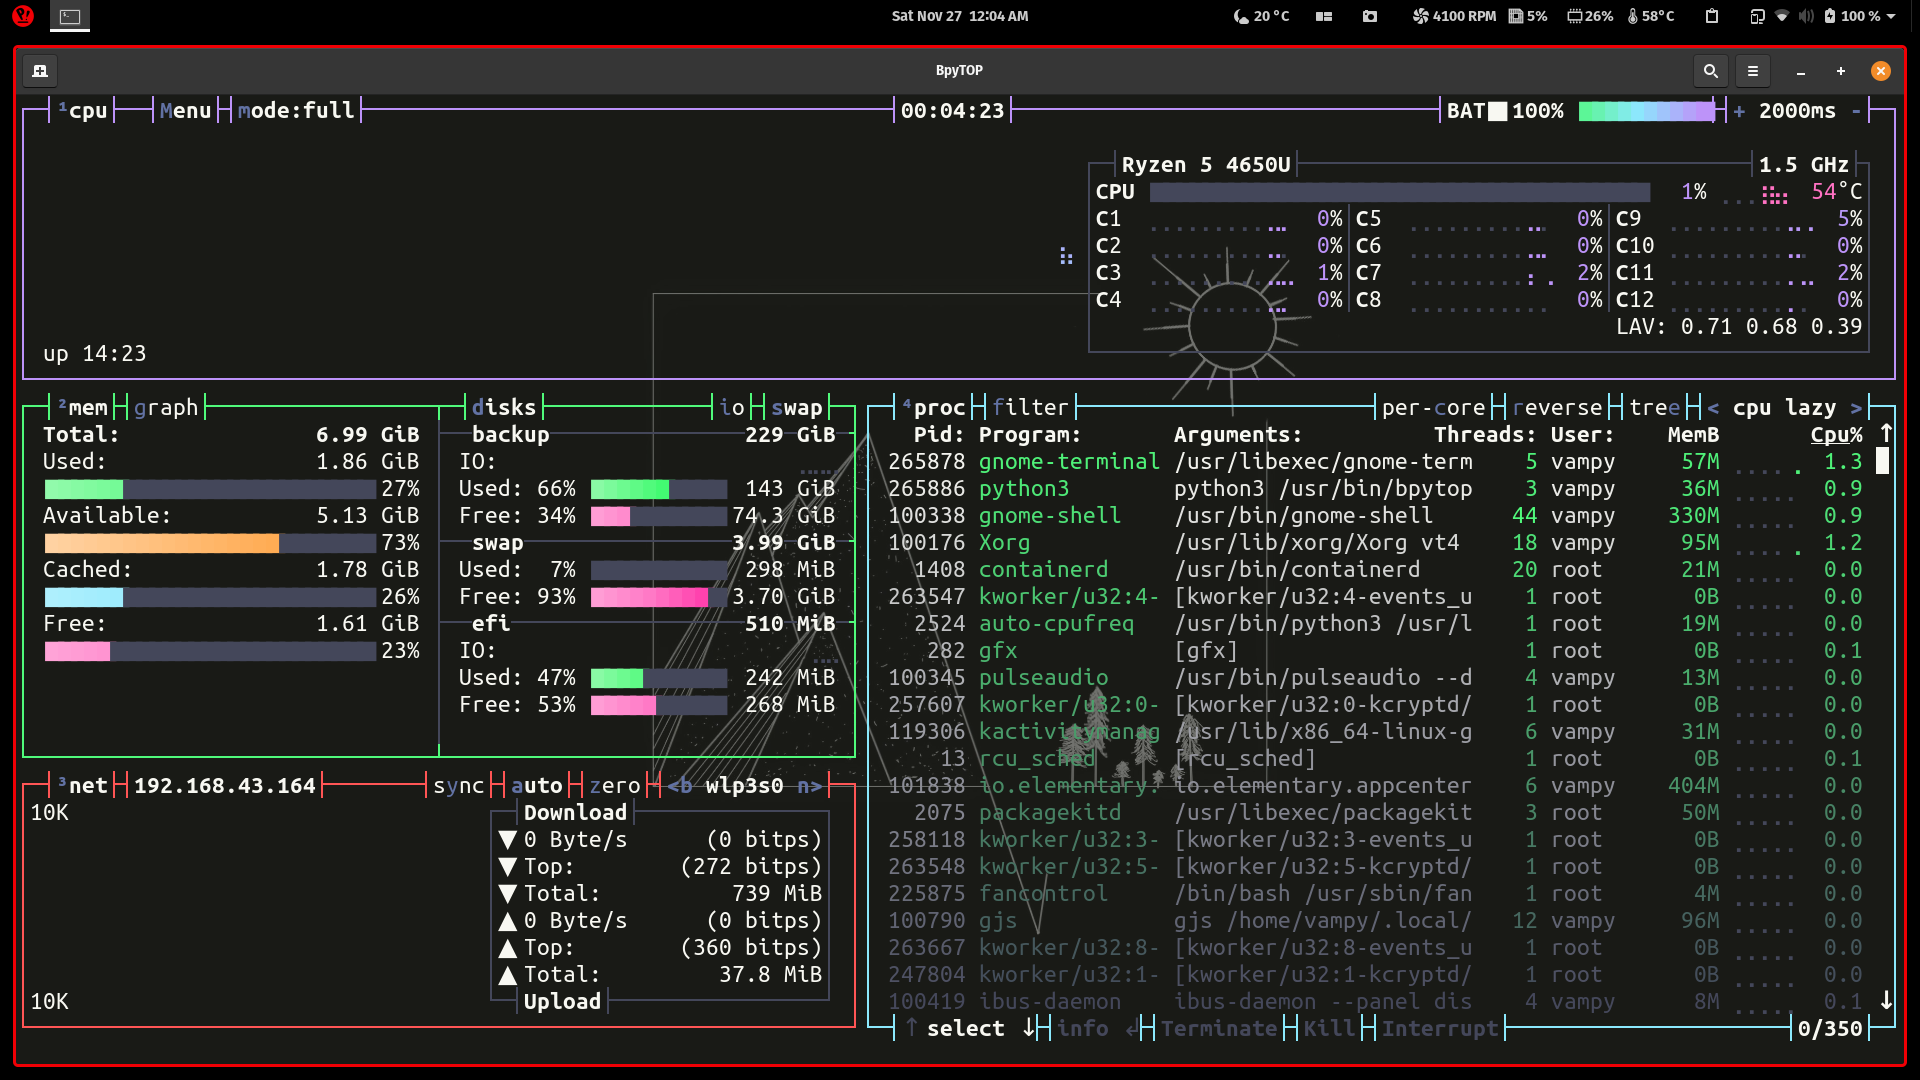 Sat Nov 27 12:04 AM
20 °C 4100 RPM 5% 26% 58°C 100 %
BpyTOP
¹cpu Menu mode:full 00:04:23 BAT 100% + 2000ms -
Ryzen 5 4650U 1.5 GHz
CPU 1% 54°C
C1 0% C5 0% C9 5%
C2 0% C6 0% C10 0%
C3 1% C7 2% C11 2%
C4 0% C8 0% C12 0%
LAV: 0.71 0.68 0.39
up 14:23
²mem graph disks io swap
Total: 6.99 GiB
Used: 1.86 GiB
27%
Available: 5.13 GiB
73%
Cached: 1.78 GiB
26%
Free: 1.61 GiB
23%
backup 229 GiB
IO:
Used: 66% 143 GiB
Free: 34% 74.3 GiB
swap 3.99 GiB
Used: 7% 298 MiB
Free: 93% 3.70 GiB
efi 510 MiB
IO:
Used: 47% 242 MiB
Free: 53% 268 MiB
³net 192.168.43.164 sync auto zero <b wlp3s0 n>
10K
10K
Download
▼ 0 Byte/s (0 bitps)
▼ Top: (272 bitps)
▼ Total: 739 MiB
▲ 0 Byte/s (0 bitps)
▲ Top: (360 bitps)
▲ Total: 37.8 MiB
Upload
⁴proc filter per-core reverse tree < cpu lazy >
Pid: Program: Arguments: Threads: User: MemB Cpu% ↑
265878 gnome-terminal /usr/libexec/gnome-term 5 vampy 57M 1.3
265886 python3 python3 /usr/bin/bpytop 3 vampy 36M 0.9
100338 gnome-shell /usr/bin/gnome-shell 44 vampy 330M 0.9
100176 Xorg /usr/lib/xorg/Xorg vt4 18 vampy 95M 1.2
1408 containerd /usr/bin/containerd 20 root 21M 0.0
263547 kworker/u32:4- [kworker/u32:4-events_u 1 root 0B 0.0
2524 auto-cpufreq /usr/bin/python3 /usr/l 1 root 19M 0.0
282 gfx [gfx] 1 root 0B 0.1
100345 pulseaudio /usr/bin/pulseaudio --d 4 vampy 13M 0.0
257607 kworker/u32:0- [kworker/u32:0-kcryptd/ 1 root 0B 0.0
119306 kactivitymanag /usr/lib/x86_64-linux-g 6 vampy 31M 0.0
13 rcu_sched [rcu_sched] 1 root 0B 0.1
101838 io.elementary. io.elementary.appcenter 6 vampy 404M 0.0
2075 packagekitd /usr/libexec/packagekit 3 root 50M 0.0
258118 kworker/u32:3- [kworker/u32:3-events_u 1 root 0B 0.0
263548 kworker/u32:5- [kworker/u32:5-kcryptd/ 1 root 0B 0.0
225875 fancontrol /bin/bash /usr/sbin/fan 1 root 4M 0.0
100790 gjs gjs /home/vampy/.local/ 12 vampy 96M 0.0
263667 kworker/u32:8- [kworker/u32:8-events_u 1 root 0B 0.0
247804 kworker/u32:1- [kworker/u32:1-kcryptd/ 1 root 0B 0.0
100419 ibus-daemon ibus-daemon --panel dis 4 vampy 8M 0.1 ↓
↑ select ↓ info ↲ Terminate Kill Interrupt 0/350